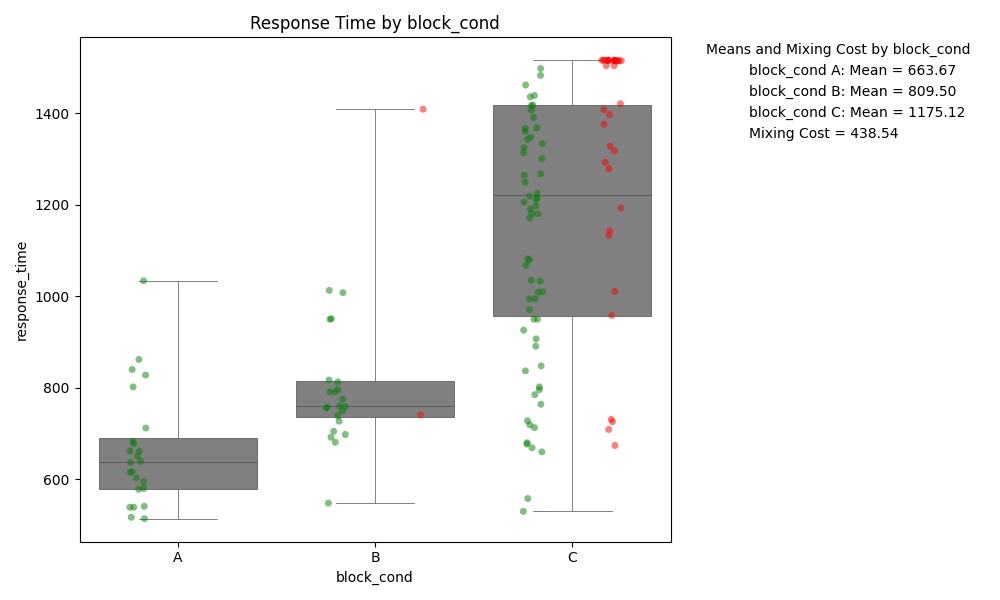 Response Time by block_cond
Means and Mixing Cost by block_cond
block_cond A: Mean = 663.67
block_cond B: Mean = 809.50
block_cond C: Mean = 1175.12
Mixing Cost = 438.54
response_time
1400
1200
1000
800
600
A
B
C
block_cond